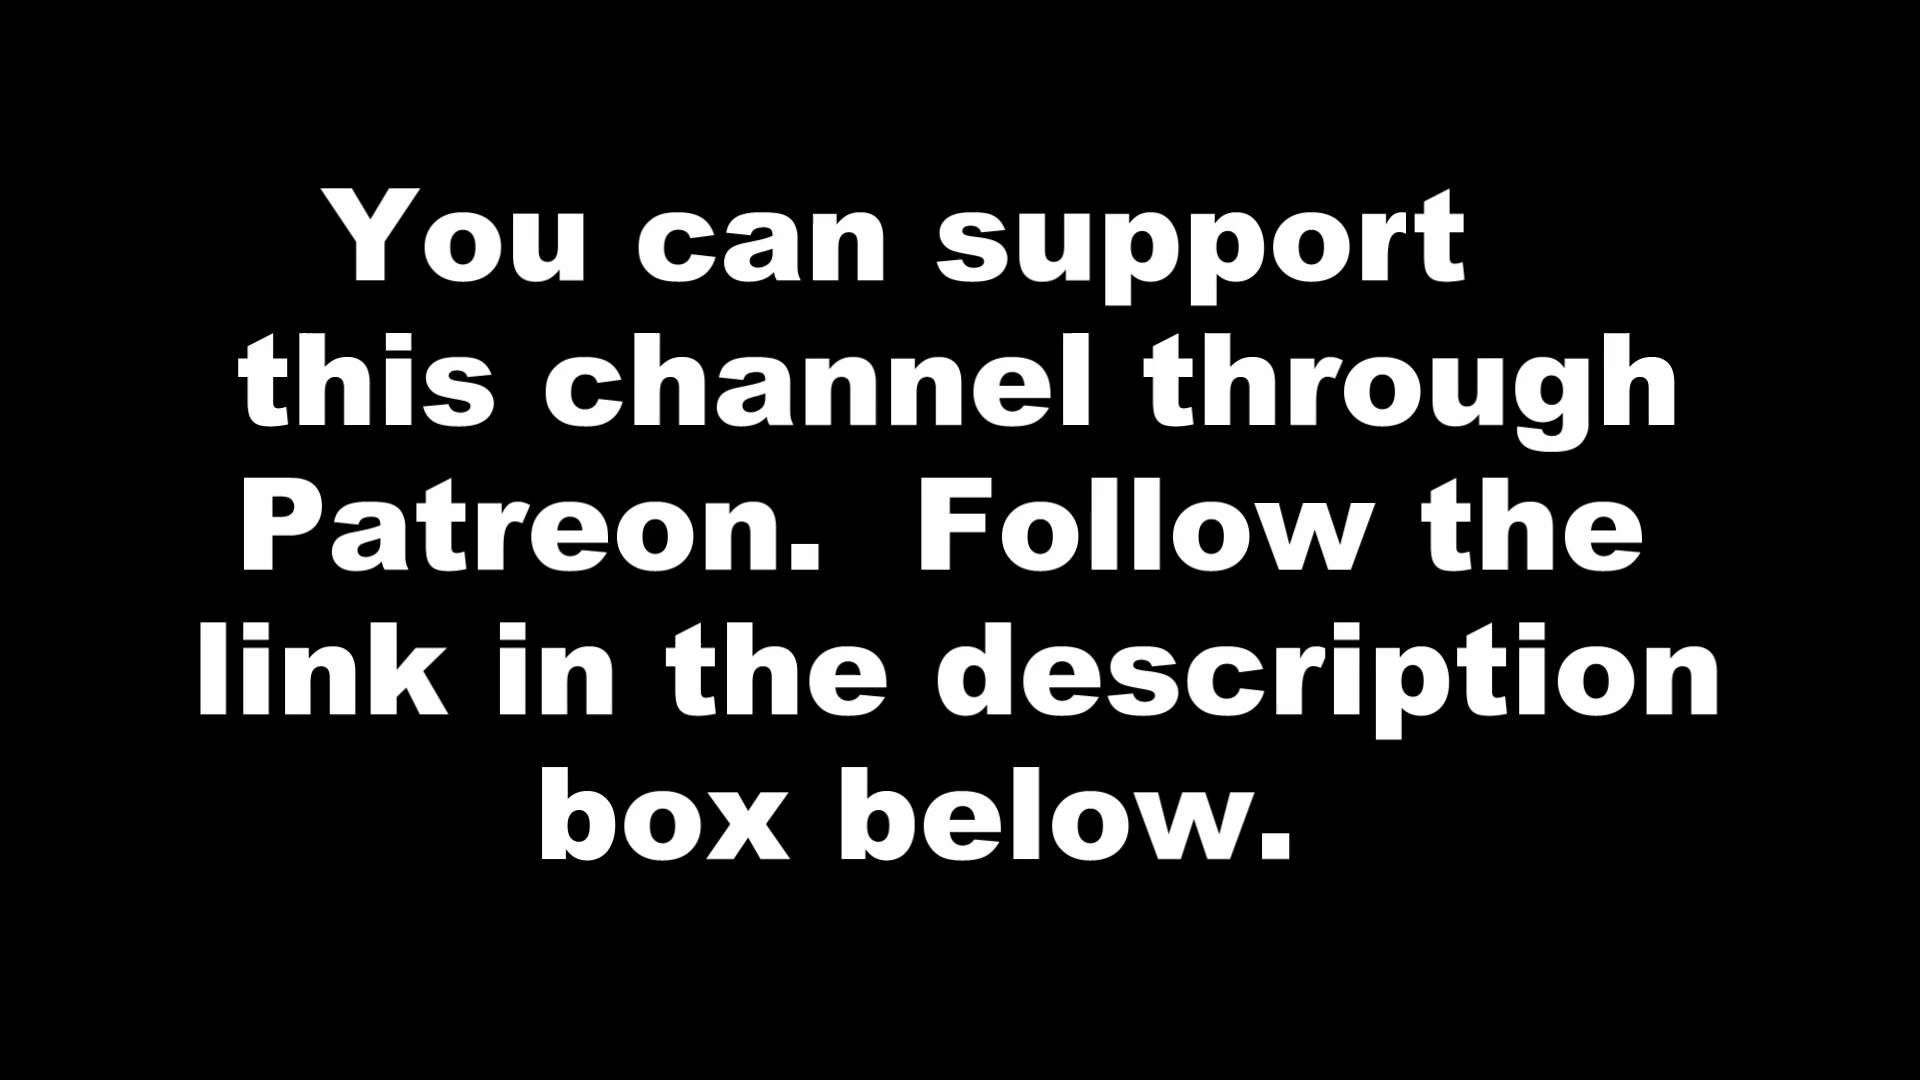 You can support
this channel through
Patreon.  Follow the
link in the description
box below.